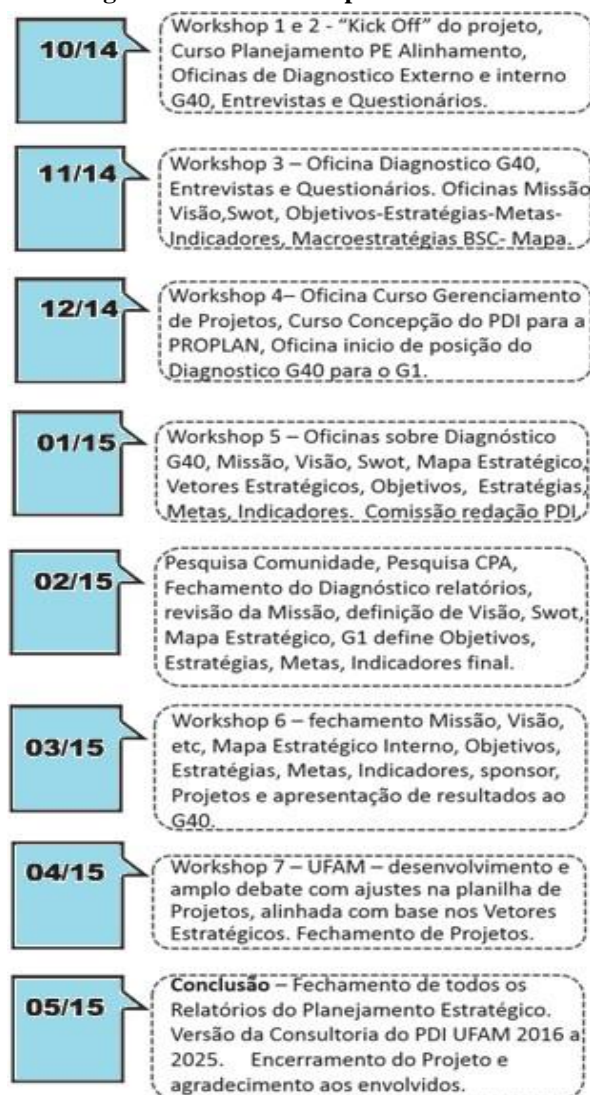 10/14
Workshop 1 e 2 - “Kick Off” do projeto,
Curso Planejamento PE Alinhamento,
Oficinas de Diagnostico Externo e interno
G40, Entrevistas e Questionários.
11/14
Workshop 3 – Oficina Diagnostico G40,
Entrevistas e Questionários. Oficinas Missão
Visão,Swot, Objetivos-Estratégias-Metas-
Indicadores, Macroestratégias BSC- Mapa.
12/14
Workshop 4– Oficina Curso Gerenciamento
de Projetos, Curso Concepção do PDI para a
PROPLAN, Oficina inicio de posição do
Diagnostico G40 para o G1.
01/15
Workshop 5 – Oficinas sobre Diagnóstico
G40, Missão, Visão, Swot, Mapa Estratégico,
Vetores Estratégicos, Objetivos, Estratégias,
Metas, Indicadores. Comissão redação PDI.
02/15
Pesquisa Comunidade, Pesquisa CPA,
Fechamento do Diagnóstico relatórios,
revisão da Missão, definição de Visão, Swot,
Mapa Estratégico, G1 define Objetivos,
Estratégias, Metas, Indicadores final.
03/15
Workshop 6 – fechamento Missão, Visão,
etc, Mapa Estratégico Interno, Objetivos,
Estratégias, Metas, Indicadores, sponsor,
Projetos e apresentação de resultados ao
G40.
04/15
Workshop 7 – UFAM – desenvolvimento e
amplo debate com ajustes na planilha de
Projetos, alinhada com base nos Vetores
Estratégicos. Fechamento de Projetos.
05/15
Conclusão – Fechamento de todos os
Relatórios do Planejamento Estratégico.
Versão da Consultoria do PDI UFAM 2016 a
2025. Encerramento do Projeto e
agradecimento aos envolvidos.